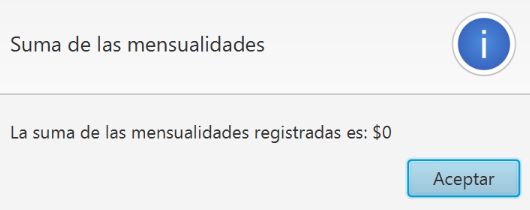 Suma de las mensualidades
i
La suma de las mensualidades registradas es: $0
Aceptar